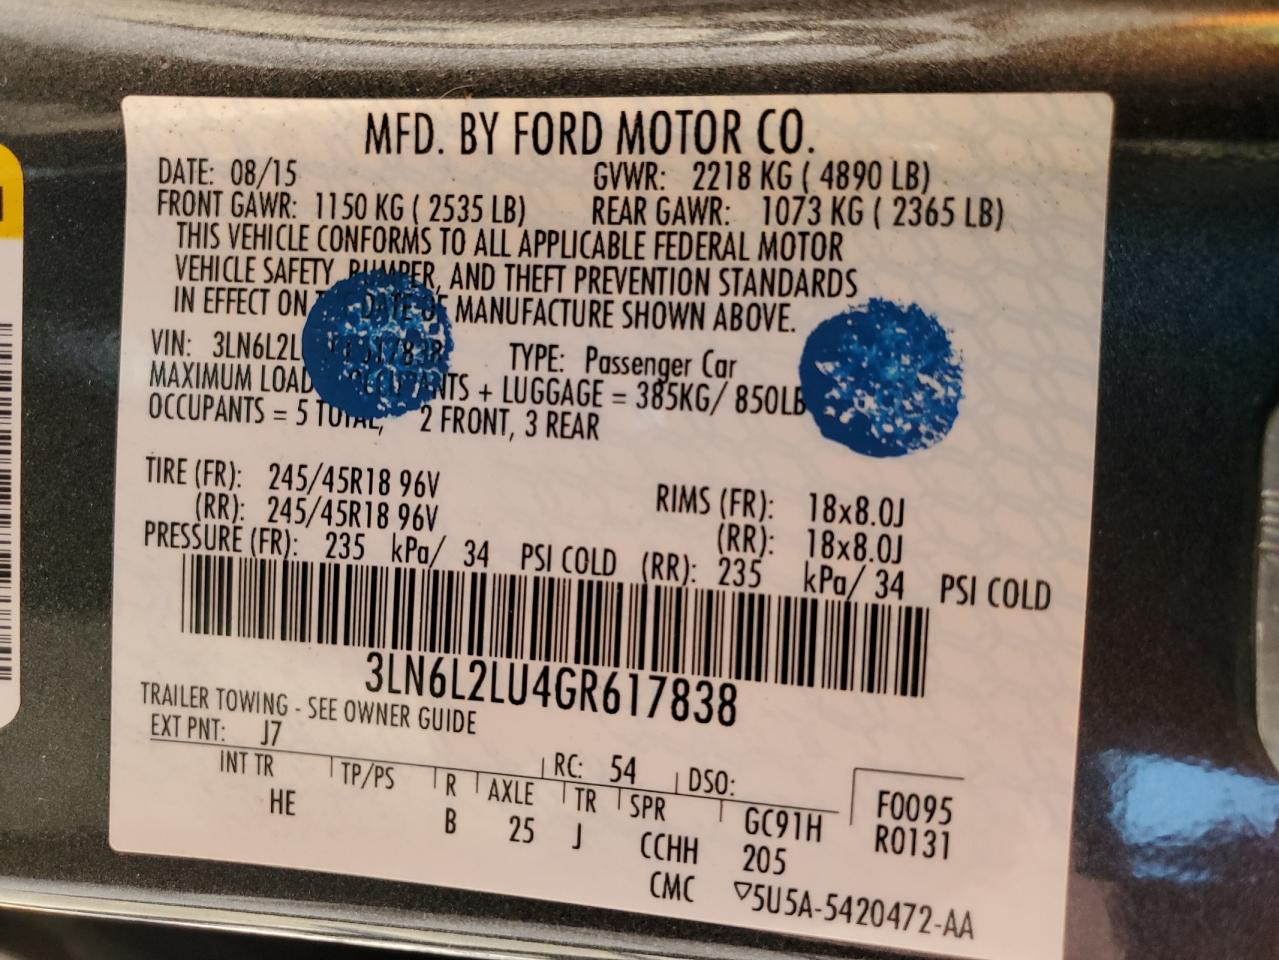 MFD. BY FORD MOTOR CO.
DATE: 08/15 GVWR: 2218 KG ( 4890 LB)
FRONT GAWR: 1150 KG ( 2535 LB) REAR GAWR: 1073 KG ( 2365 LB)
THIS VEHICLE CONFORMS TO ALL APPLICABLE FEDERAL MOTOR
VEHICLE SAFETY, BUMPER, AND THEFT PREVENTION STANDARDS
IN EFFECT ON THE DATE OF MANUFACTURE SHOWN ABOVE.
VIN: 3LN6L2LU4GR617838 TYPE: Passenger Car
MAXIMUM LOAD OCCUPANTS + LUGGAGE = 385KG/ 850LB
OCCUPANTS = 5 TOTAL, 2 FRONT, 3 REAR
TIRE (FR): 245/45R18 96V RIMS (FR): 18x8.0J
(RR): 245/45R18 96V (RR): 18x8.0J
PRESSURE (FR): 235 kPa/ 34 PSI COLD (RR): 235 kPa/ 34 PSI COLD
3LN6L2LU4GR617838
TRAILER TOWING - SEE OWNER GUIDE
EXT PNT: J7 RC: 54 DSO: F0095
INT TR TP/PS R AXLE TR SPR GC91H R0131
HE B 25 J CCHH 205
CMC ▽5U5A-5420472-AA